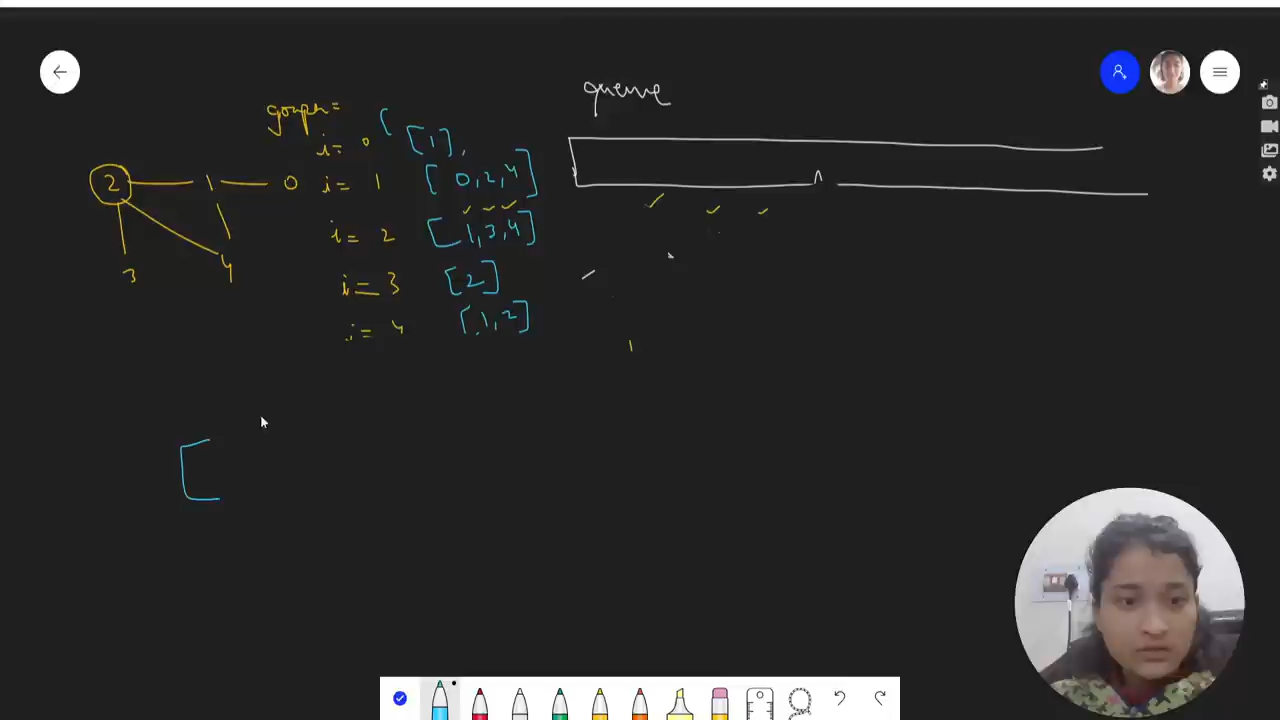 queue
graph= [
i= 0 [1],
2 1 0 i= 1 [0,2,4]
i= 2 [1,3,4]
3 4 i= 3 [2]
i= 4 [1,2]
[